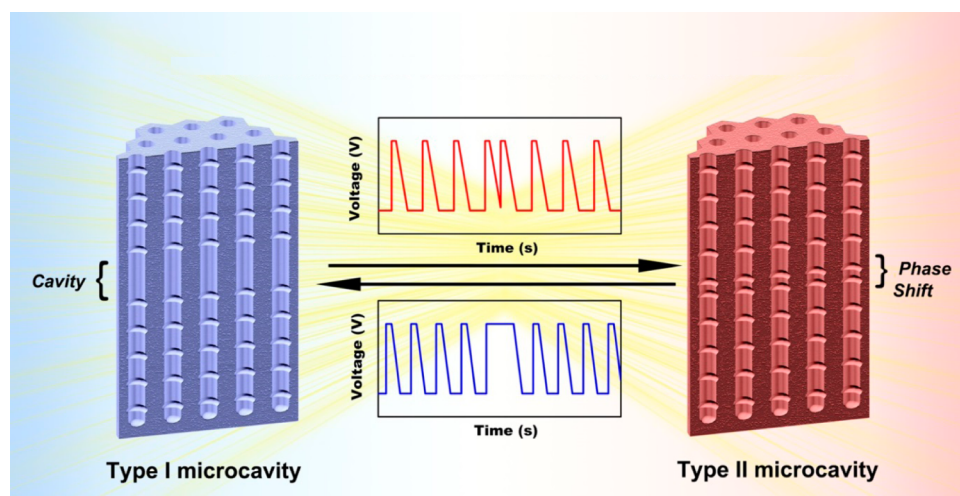 Voltage (V)
Time (s)
Cavity {
} Phase
Shift
Voltage (V)
Time (s)
Type I microcavity
Type II microcavity